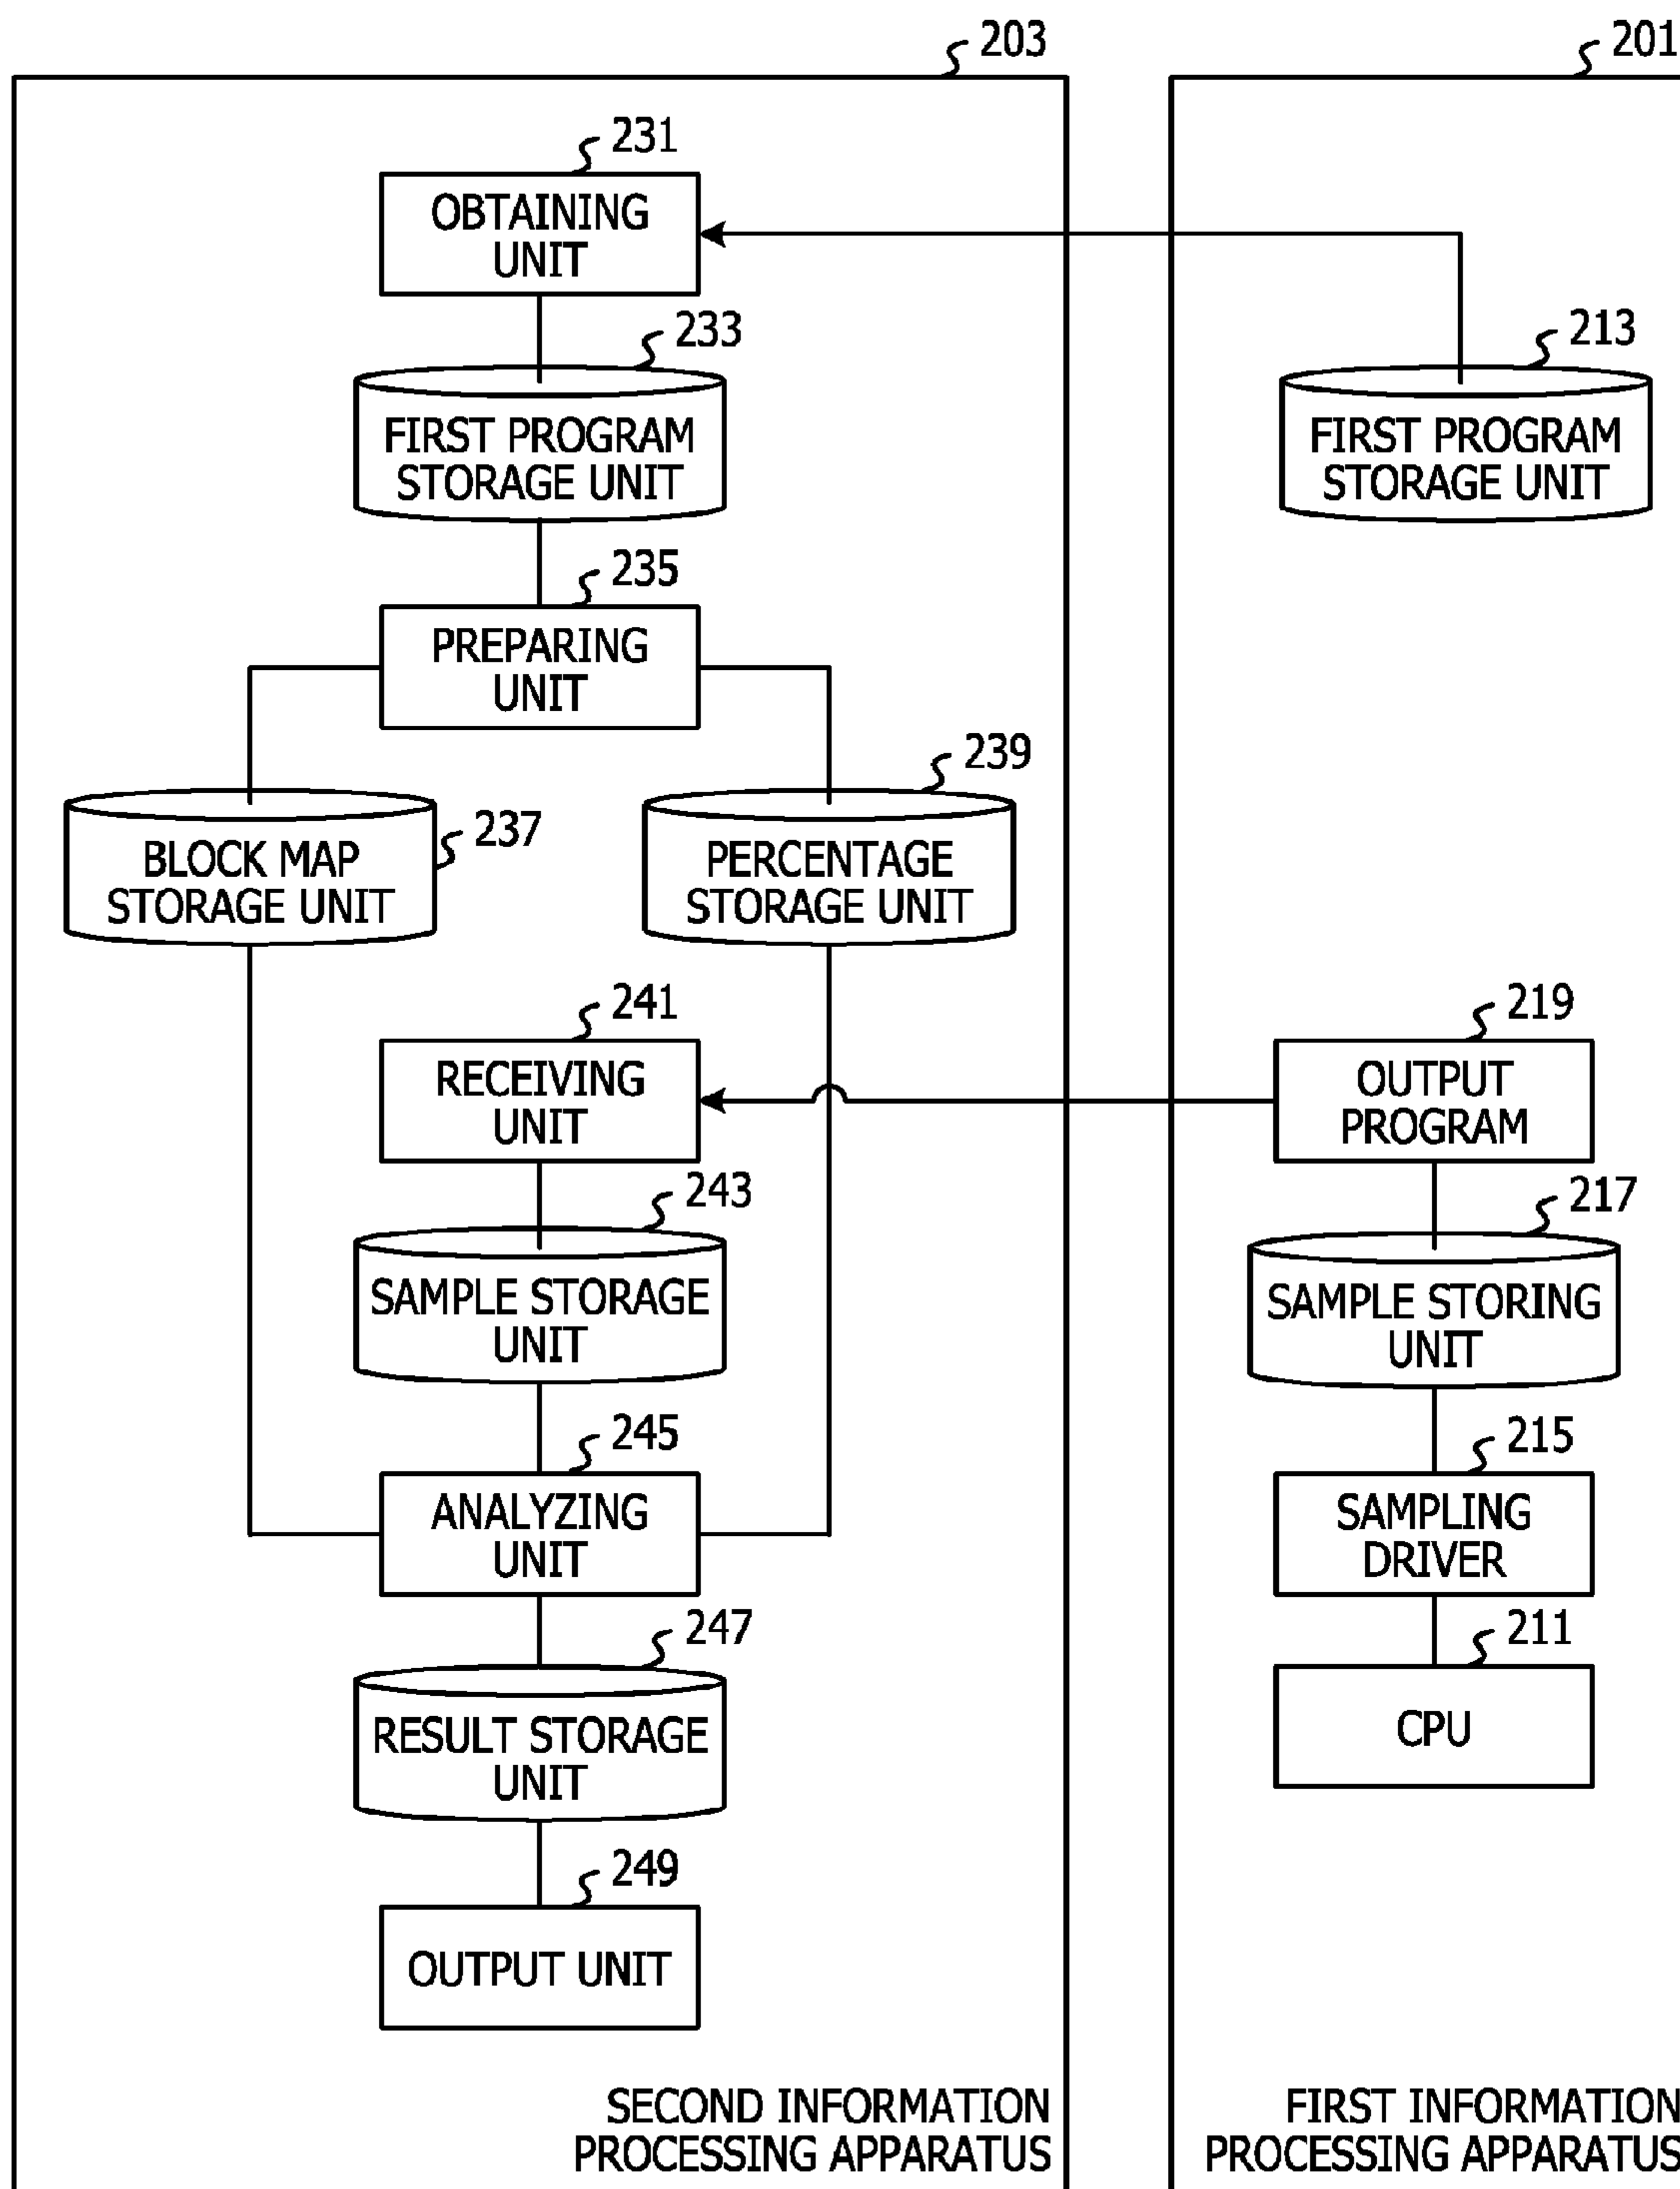 203
201
231
OBTAINING
UNIT
233
FIRST PROGRAM
STORAGE UNIT
213
FIRST PROGRAM
STORAGE UNIT
235
PREPARING
UNIT
239
237
BLOCK MAP
STORAGE UNIT
PERCENTAGE
STORAGE UNIT
241
RECEIVING
UNIT
219
OUTPUT
PROGRAM
243
SAMPLE STORAGE
UNIT
217
SAMPLE STORING
UNIT
245
ANALYZING
UNIT
215
SAMPLING
DRIVER
247
RESULT STORAGE
UNIT
211
CPU
249
OUTPUT UNIT
SECOND INFORMATION
PROCESSING APPARATUS
FIRST INFORMATION
PROCESSING APPARATUS